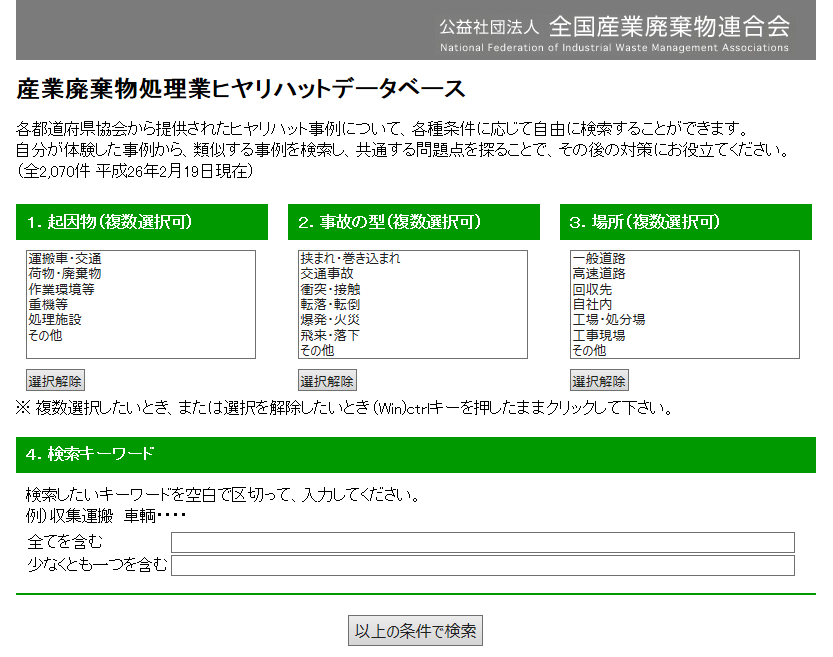 公益社団法人 全国産業廃棄物連合会
National Federation of Industrial Waste Management Associations
産業廃棄物処理業ヒヤリハットデータベース
各都道府県協会から提供されたヒヤリハット事例について、各種条件に応じて自由に検索することができます。
自分が体験した事例から、類似する事例を検索し、共通する問題点を探ることで、その後の対策にお役立てください。
（全2,070件 平成26年2月19日現在）
1. 起因物（複数選択可）
運搬車・交通
荷物・廃棄物
作業環境等
重機等
処理施設
その他
選択解除
2. 事故の型（複数選択可）
挟まれ・巻き込まれ
交通事故
衝突・接触
転落・転倒
爆発・火災
飛来・落下
その他
選択解除
3. 場所（複数選択可）
一般道路
高速道路
回収先
自社内
工場・処分場
工事現場
その他
選択解除
※ 複数選択したいとき、または選択を解除したいとき（Win）ctrlキーを押したままクリックして下さい。
4. 検索キーワード
検索したいキーワードを空白で区切って、入力してください。
例）収集運搬　車輌・・・・
全てを含む
少なくとも一つを含む
以上の条件で検索